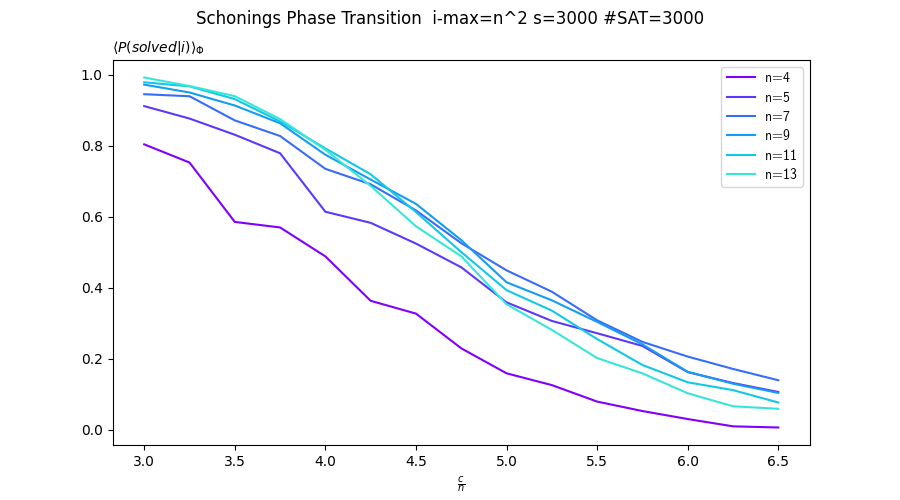 Schonings Phase Transition  i-max=n^2 s=3000 #SAT=3000
⟨P(solved|i)⟩_Φ
1.0
0.8
0.6
0.4
0.2
0.0
n=4
n=5
n=7
n=9
n=11
n=13
3.0 3.5 4.0 4.5 5.0 5.5 6.0 6.5
c/n